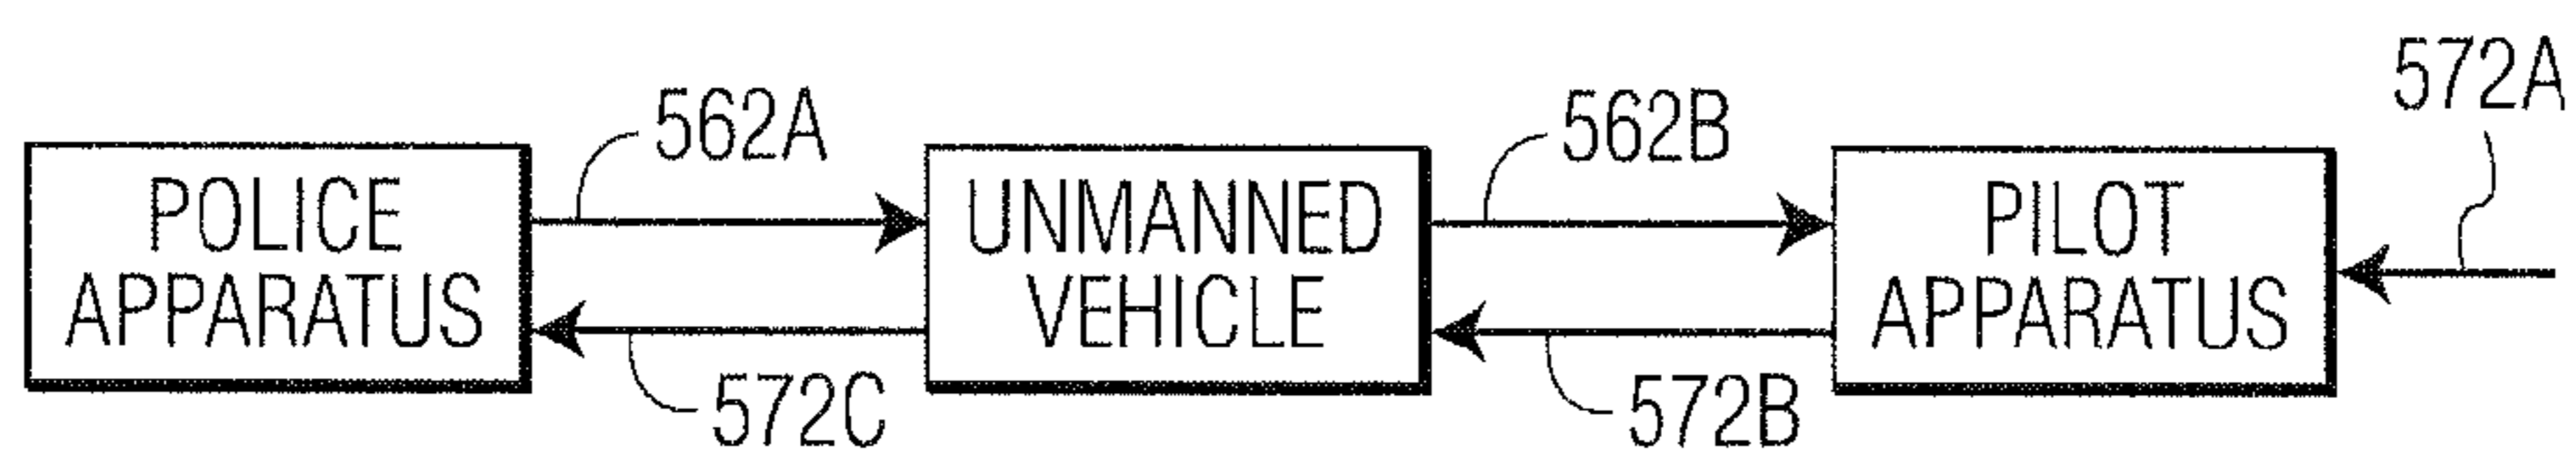 572A
562A
562B
POLICE
APPARATUS
UNMANNED
VEHICLE
PILOT
APPARATUS
572C
572B